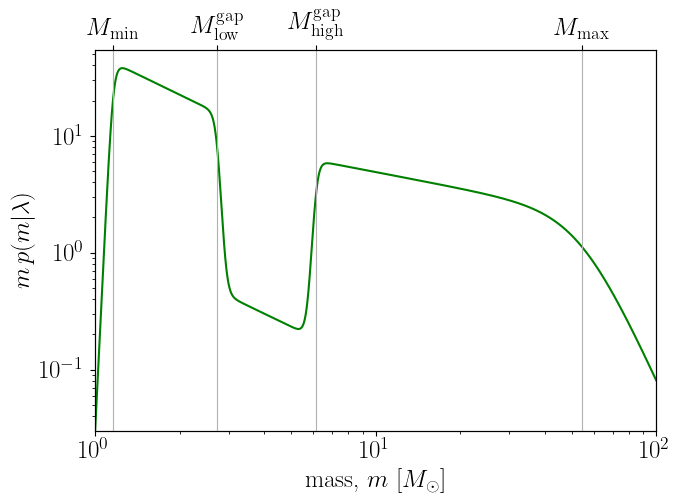 M_min M_low^gap M_high^gap M_max
10^1
10^0
10^-1
m p(m|λ)
10^0 10^1 10^2
mass, m [M_⊙]